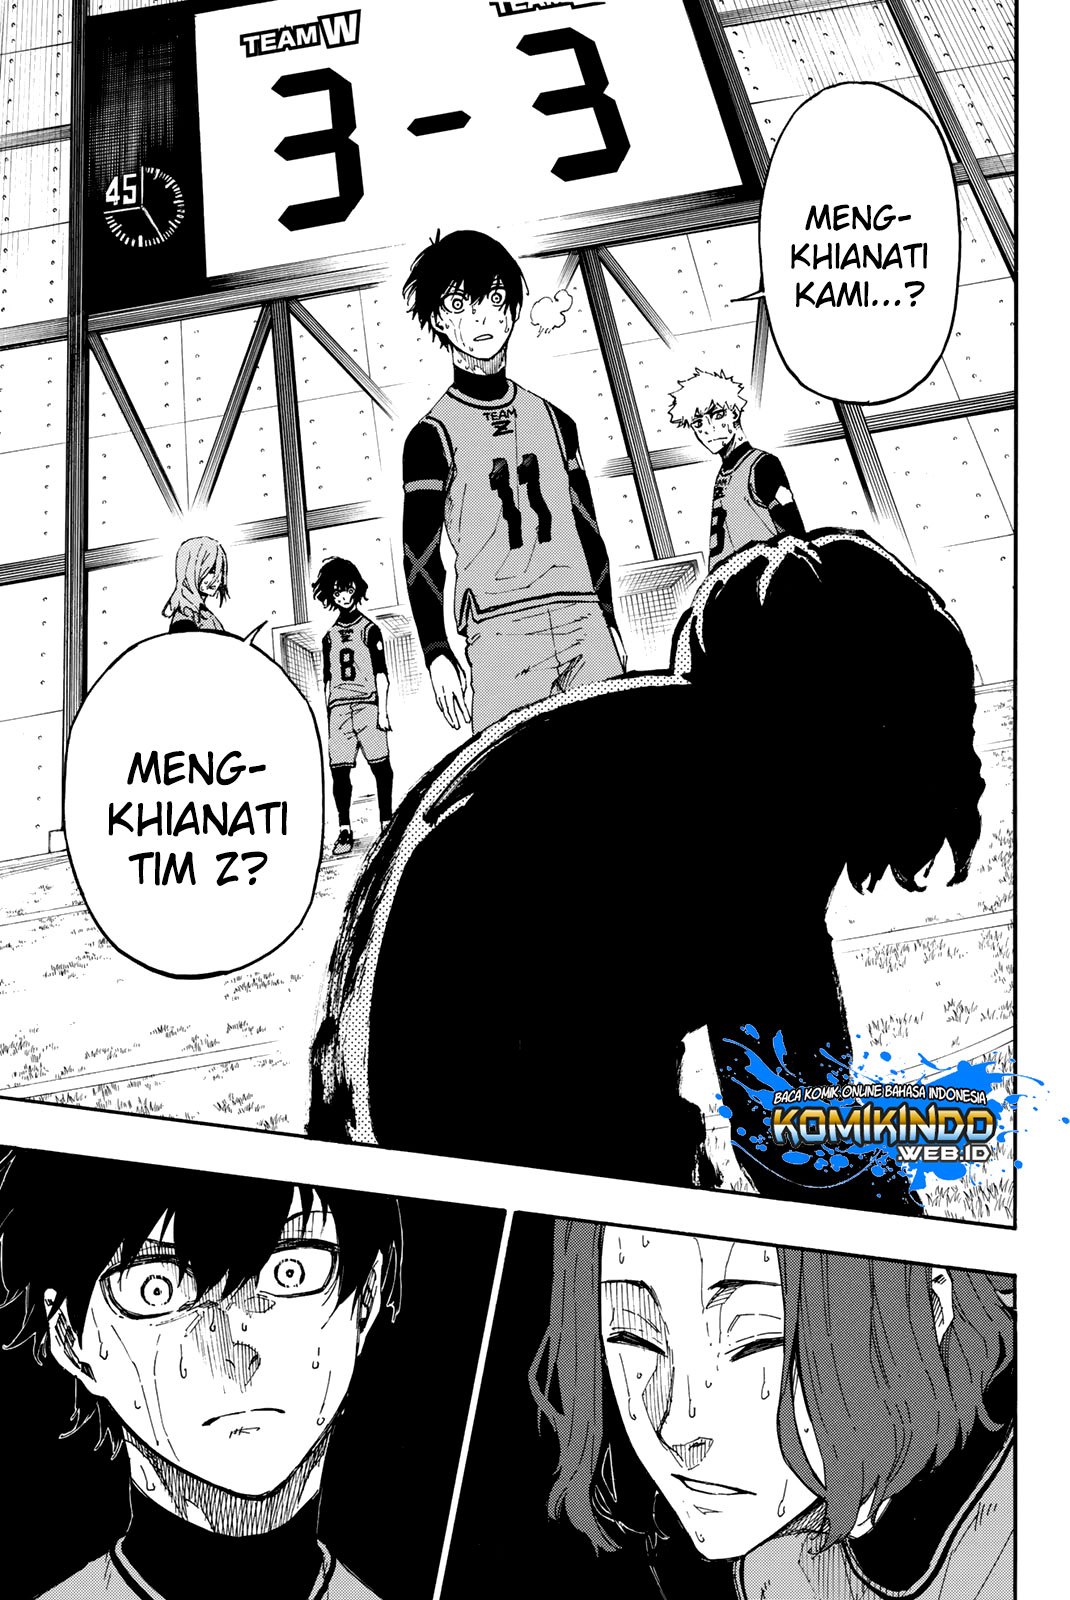 TEAM W
3 - 3
45
MENG-
KHIANATI
KAMI...?
TEAM
Z
11
8
MENG-
KHIANATI
TIM Z?
BACA KOMIK ONLINE BAHASA INDONESIA
KOMIKINDO
.WEB.ID